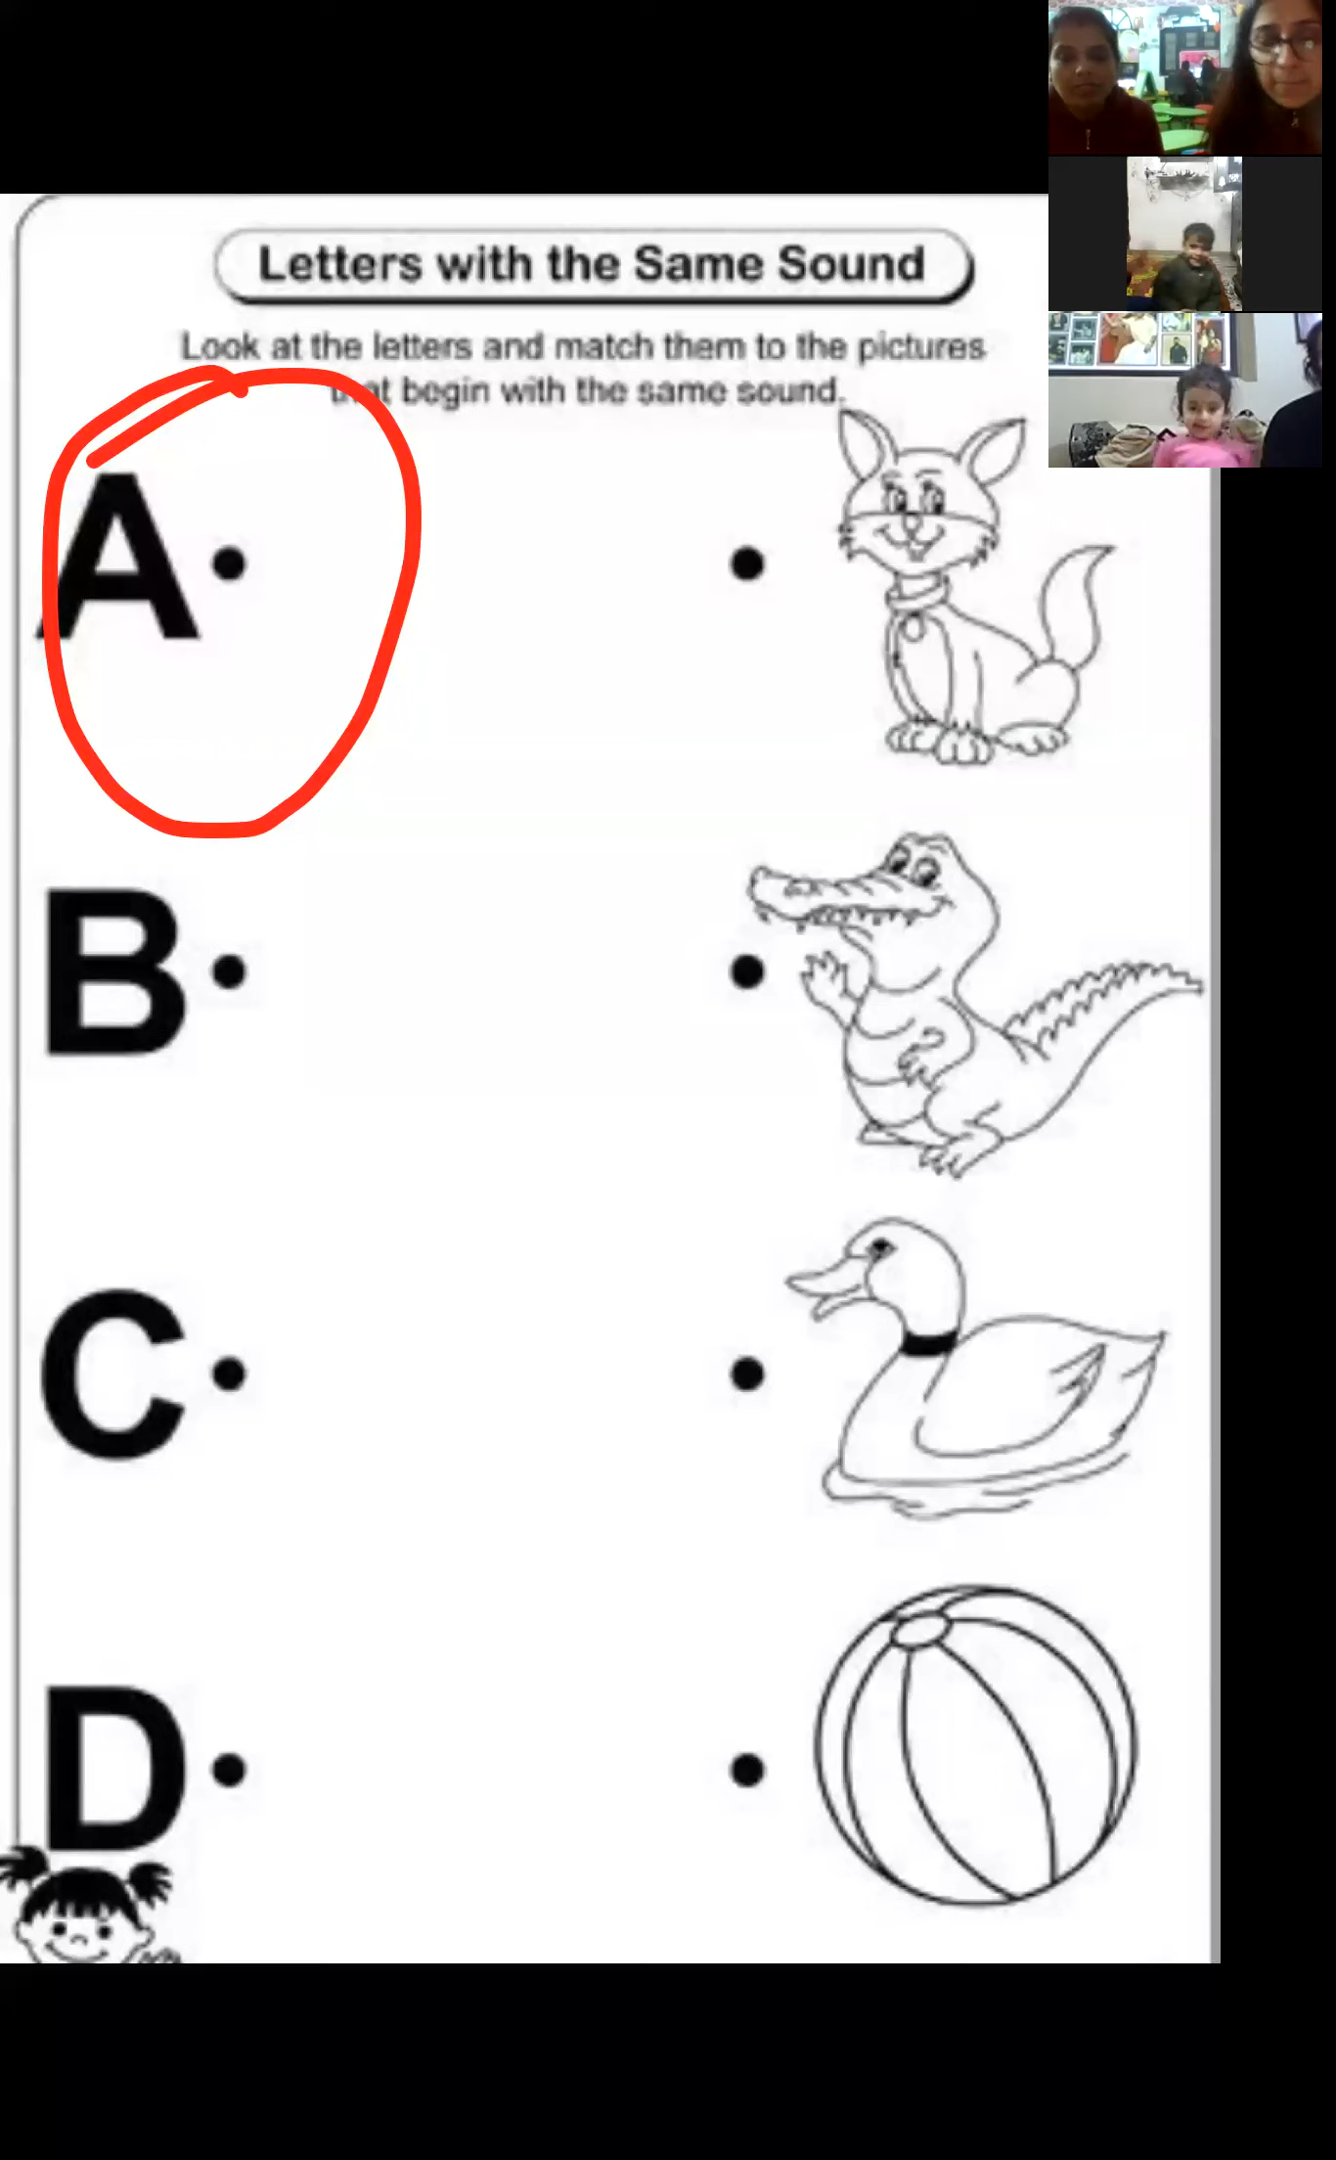 Letters with the Same Sound
Look at the letters and match them to the pictures
that begin with the same sound.
A
B
C
D